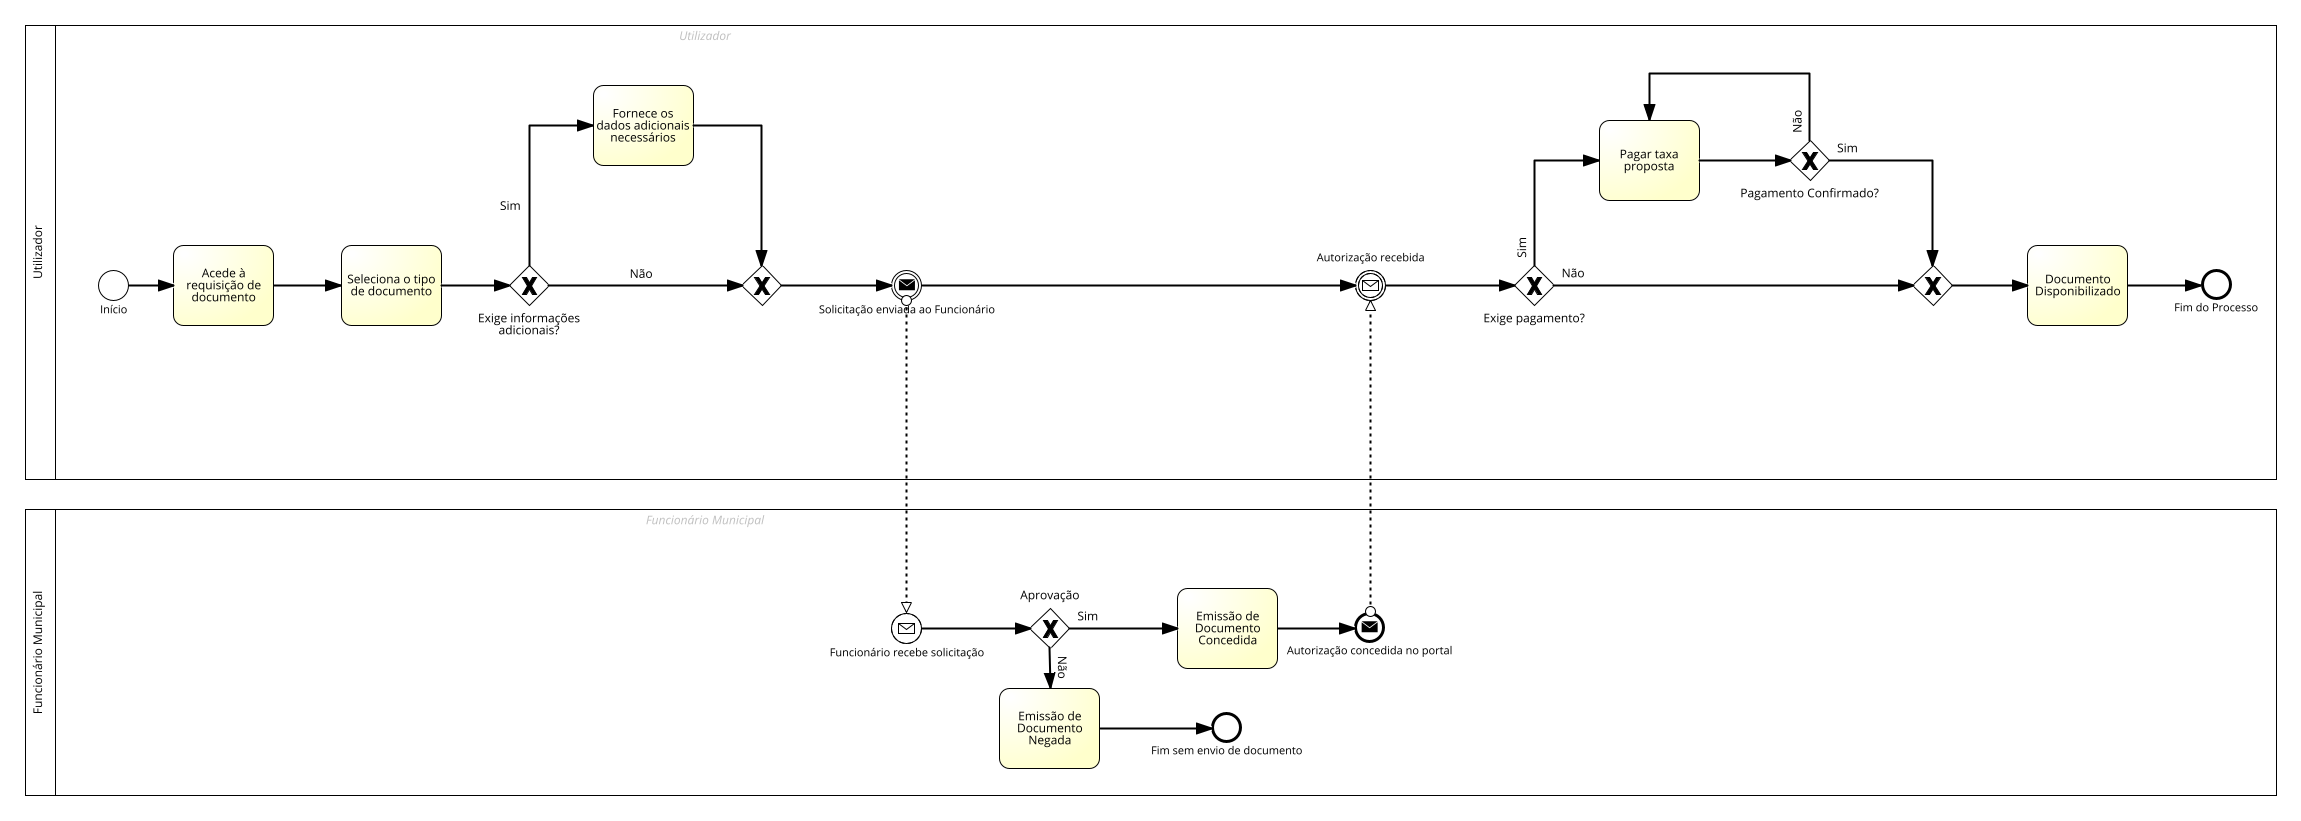 Utilizador
Utilizador
Fornece os
dados adicionais
necessários
Pagar taxa
proposta
Não
Sim
Pagamento Confirmado?
Sim
Início
Acede à
requisição de
documento
Seleciona o tipo
de documento
Exige informações
adicionais?
Não
Solicitação enviada ao Funcionário
Autorização recebida
Sim
Não
Exige pagamento?
Documento
Disponibilizado
Fim do Processo
Funcionário Municipal
Funcionária Municipal
Funcionário recebe solicitação
Aprovação
Sim
Não
Emissão de
Documento
Concedida
Autorização concedida no portal
Emissão de
Documento
Negada
Fim sem envio de documento